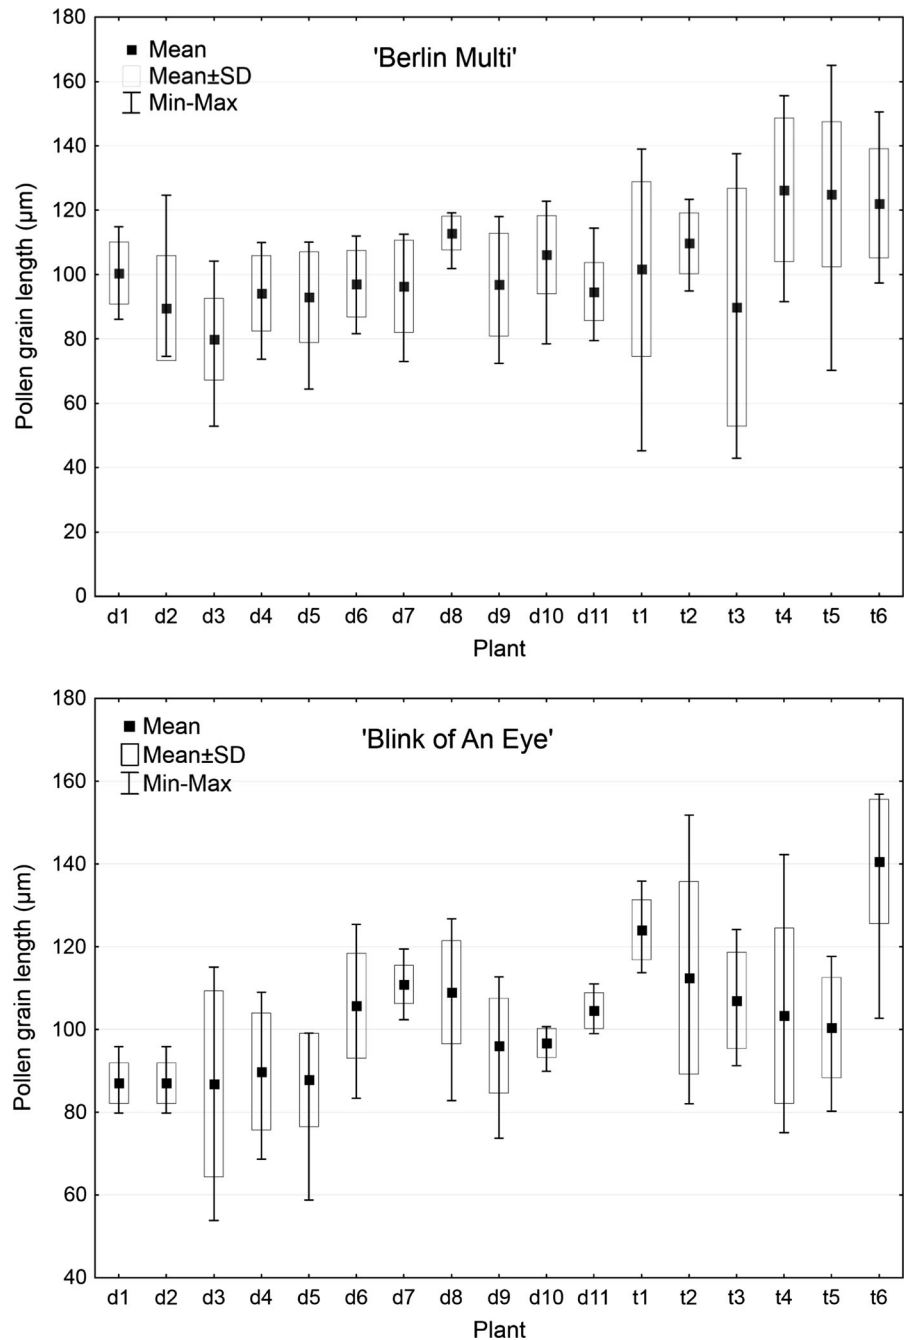 180
160
140
120
100
80
60
40
20
0
Pollen grain length (µm)
Mean
Mean±SD
Min-Max
'Berlin Multi'
d1 d2 d3 d4 d5 d6 d7 d8 d9 d10 d11 t1 t2 t3 t4 t5 t6
Plant
180
160
140
120
100
80
60
40
Pollen grain length (µm)
Mean
Mean±SD
Min-Max
'Blink of An Eye'
d1 d2 d3 d4 d5 d6 d7 d8 d9 d10 d11 t1 t2 t3 t4 t5 t6
Plant